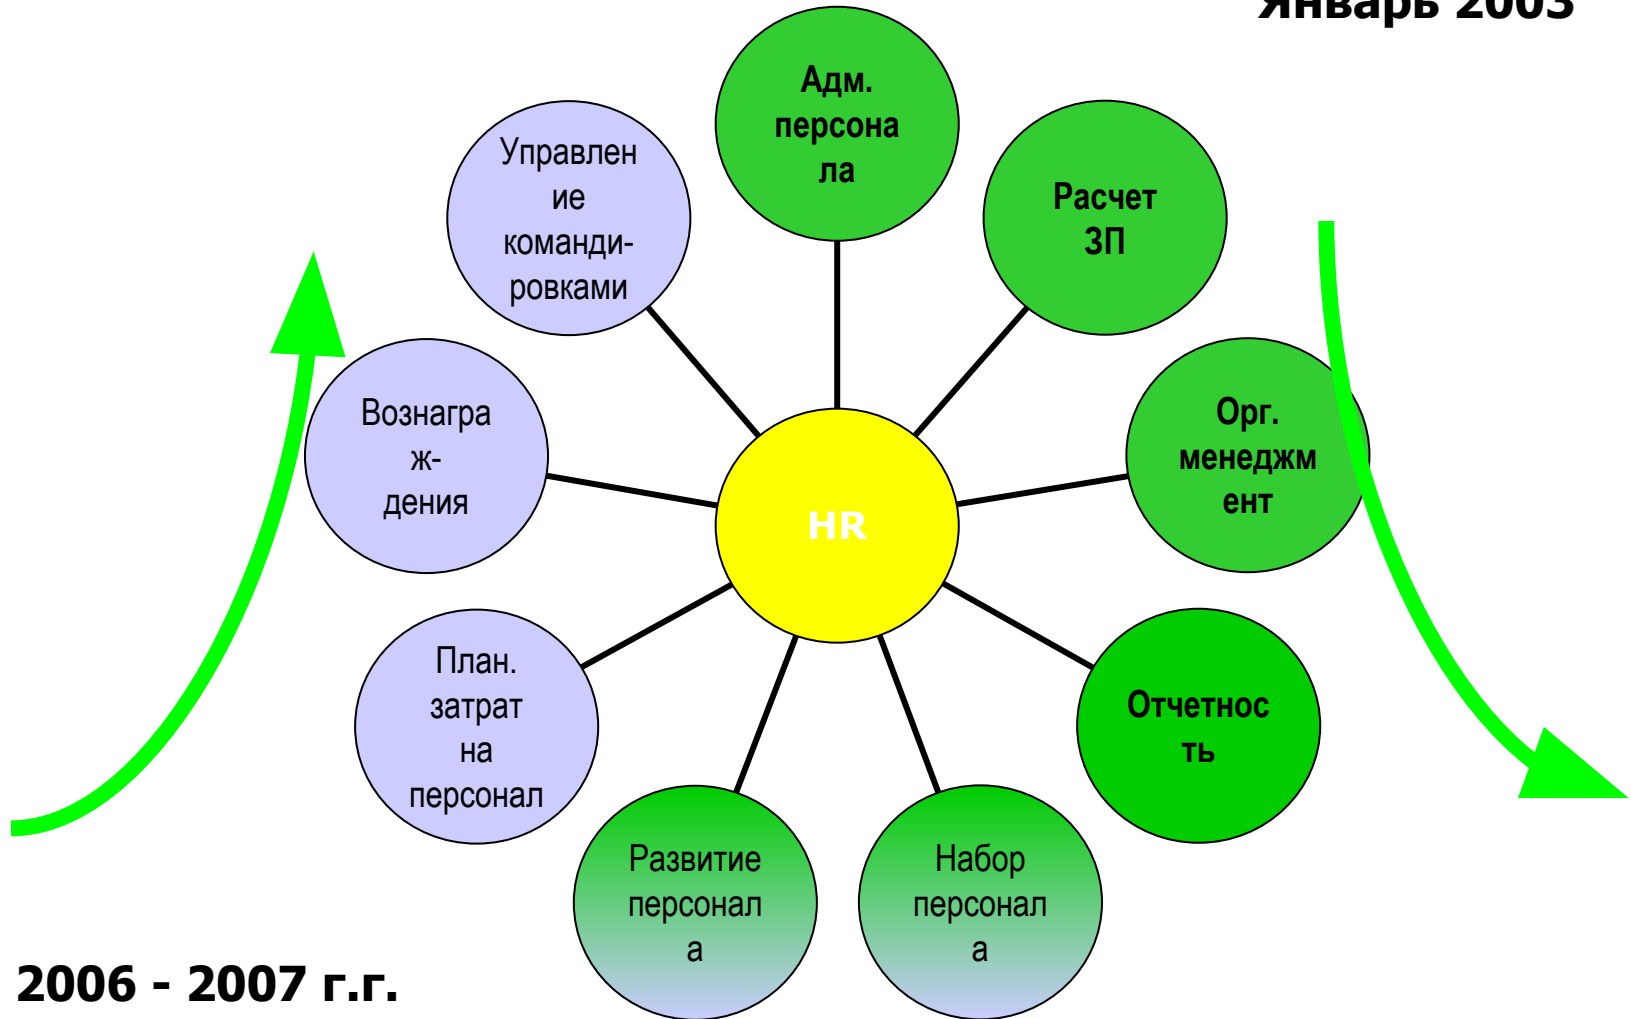 Январь 2003
Адм.
персона
ла
Управлен
ие
команди-
ровками
Расчет
ЗП
Вознагра
ж-
дения
Орг.
менеджм
ент
HR
План.
затрат
на
персонал
Отчетнос
ть
Развитие
персонал
а
Набор
персонал
а
2006 - 2007 г.г.